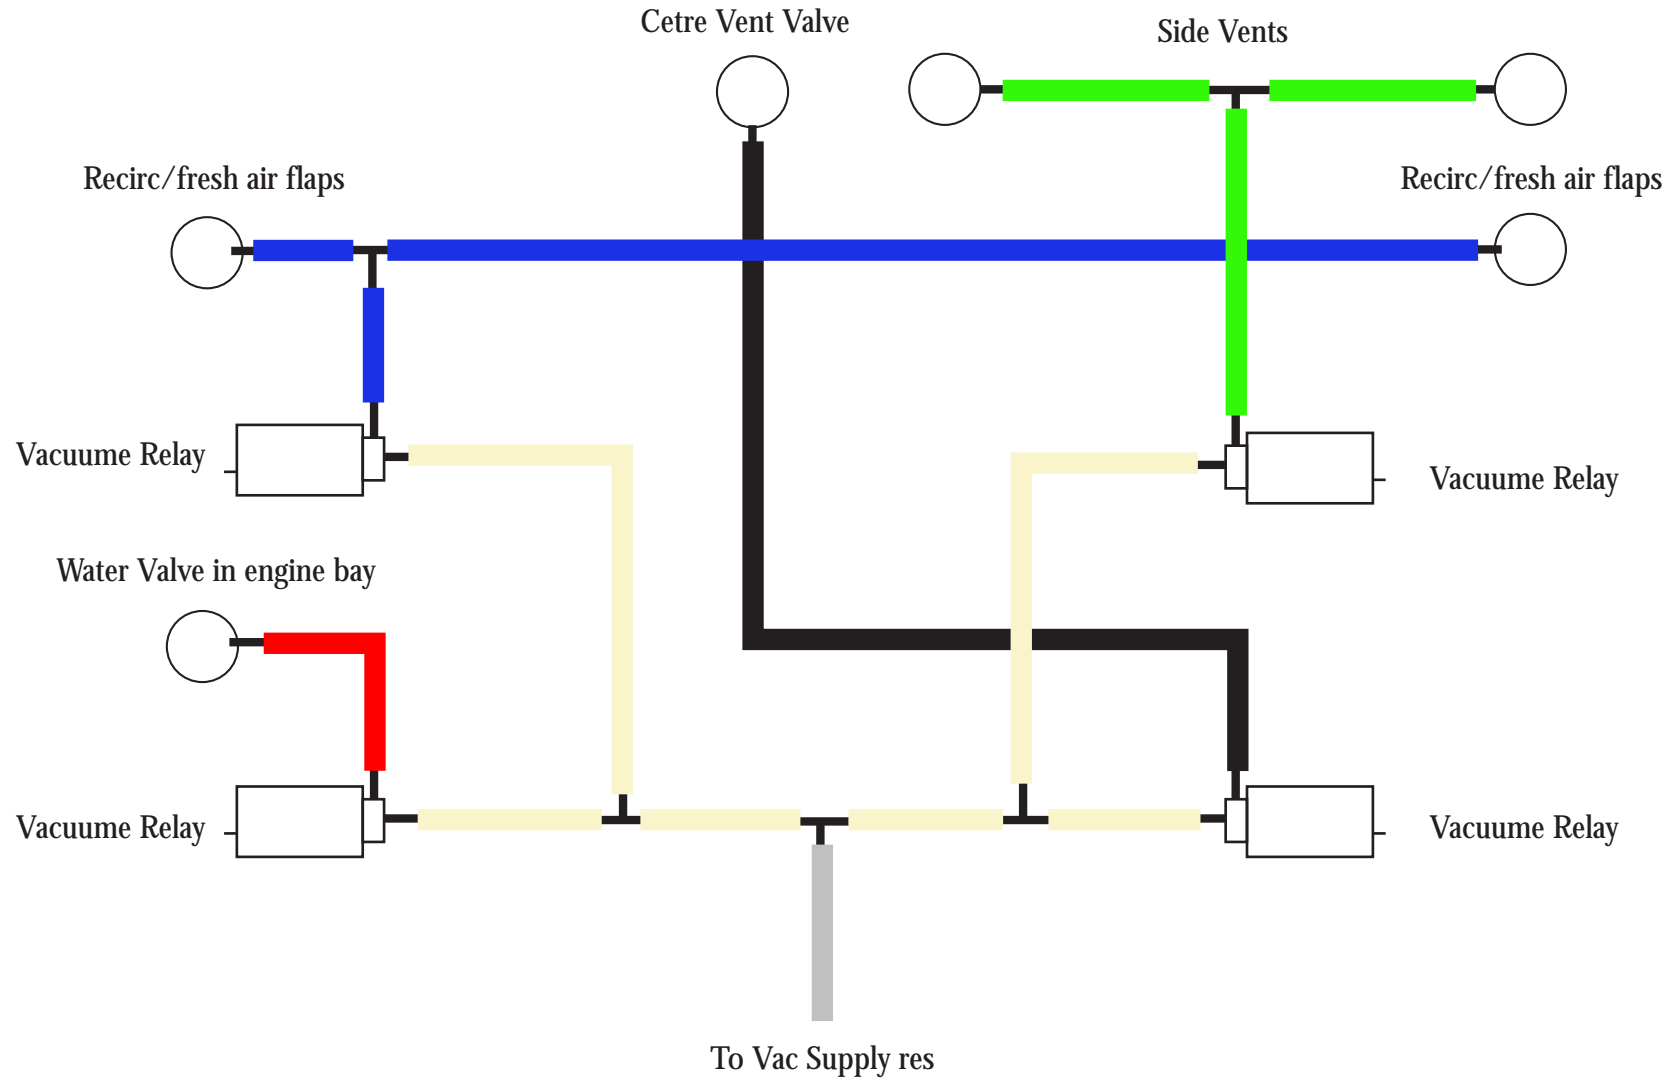 Cetre Vent Valve
Side Vents
Recirc/fresh air flaps
Recirc/fresh air flaps
Vacuume Relay
Vacuume Relay
Water Valve in engine bay
Vacuume Relay
Vacuume Relay
To Vac Supply res